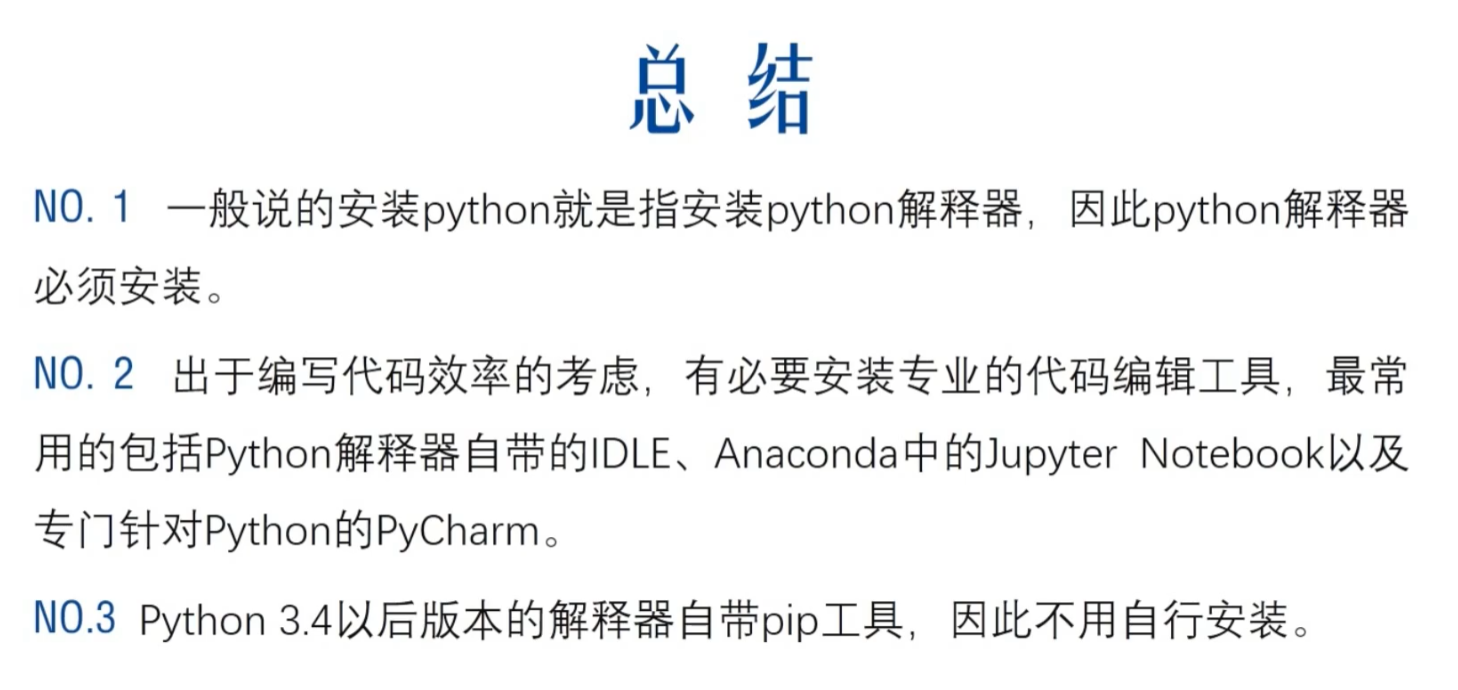 总 结
NO. 1 一般说的安装python就是指安装python解释器，因此python解释器
必须安装。
NO. 2 出于编写代码效率的考虑，有必要安装专业的代码编辑工具，最常
用的包括Python解释器自带的IDLE、Anaconda中的Jupyter Notebook以及
专门针对Python的PyCharm。
NO.3 Python 3.4以后版本的解释器自带pip工具，因此不用自行安装。